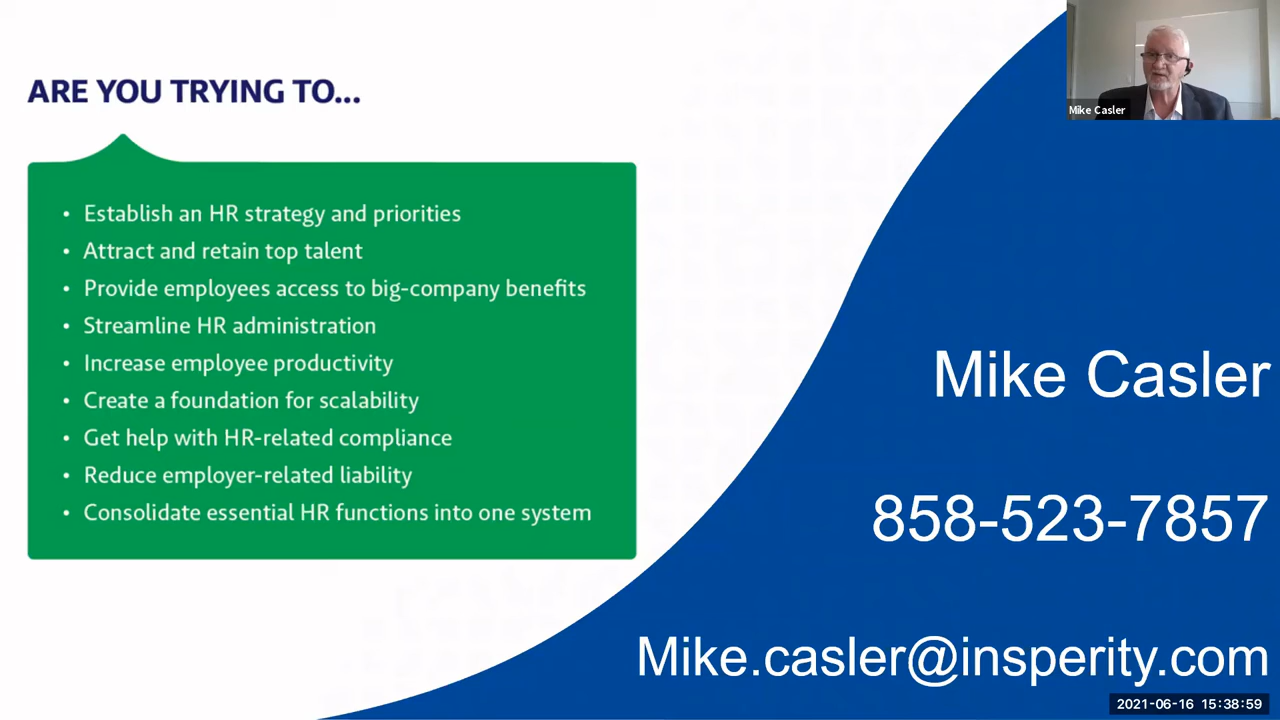 ARE YOU TRYING TO...
• Establish an HR strategy and priorities
• Attract and retain top talent
• Provide employees access to big-company benefits
• Streamline HR administration
• Increase employee productivity
• Create a foundation for scalability
• Get help with HR-related compliance
• Reduce employer-related liability
• Consolidate essential HR functions into one system
Mike Casler
Mike Casler
858-523-7857
Mike.casler@insperity.com
2021-06-16 15:38:59